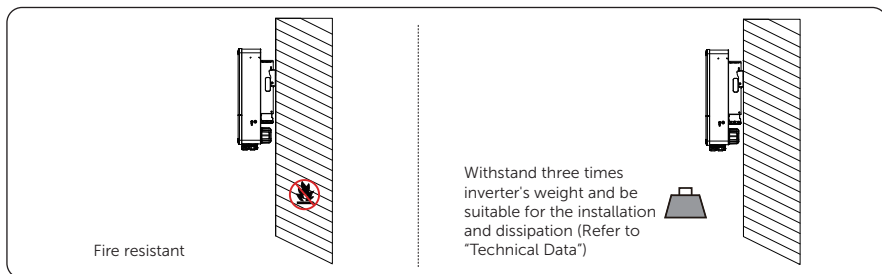 Fire resistant
Withstand three times
inverter's weight and be
suitable for the installation
and dissipation (Refer to
"Technical Data")